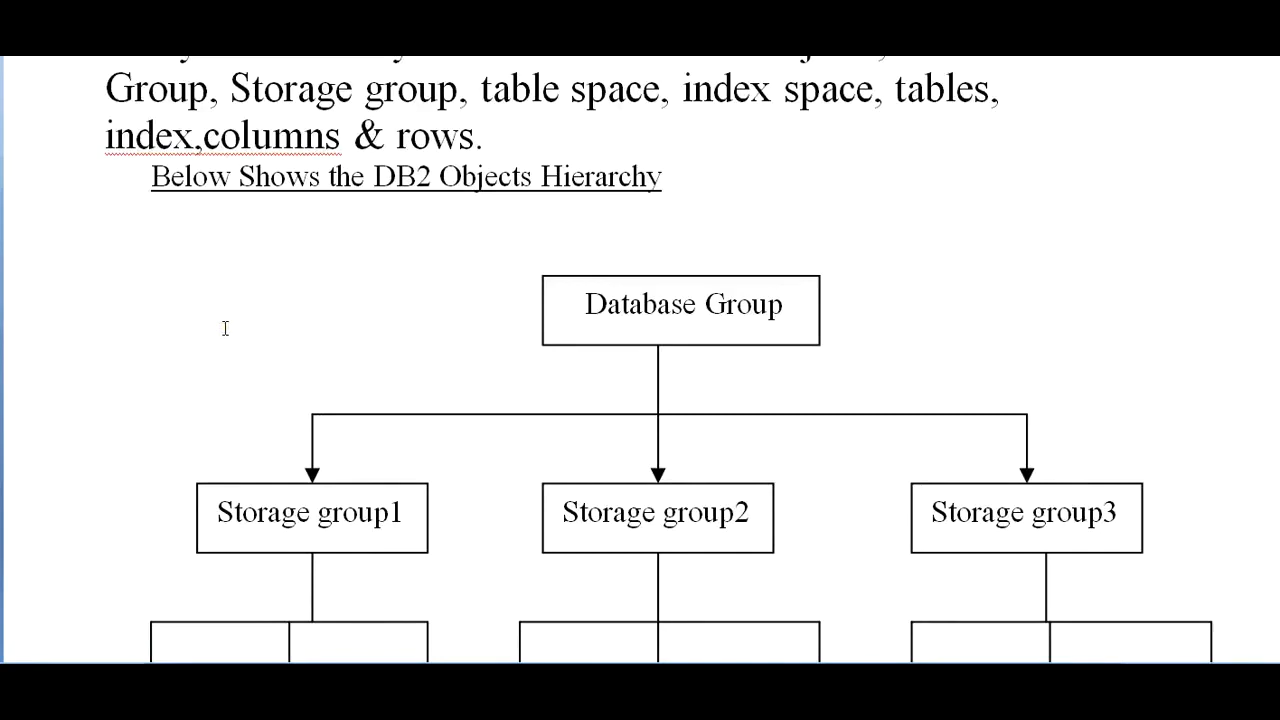 Group, Storage group, table space, index space, tables,
index,columns & rows.
Below Shows the DB2 Objects Hierarchy
Database Group
Storage group1
Storage group2
Storage group3